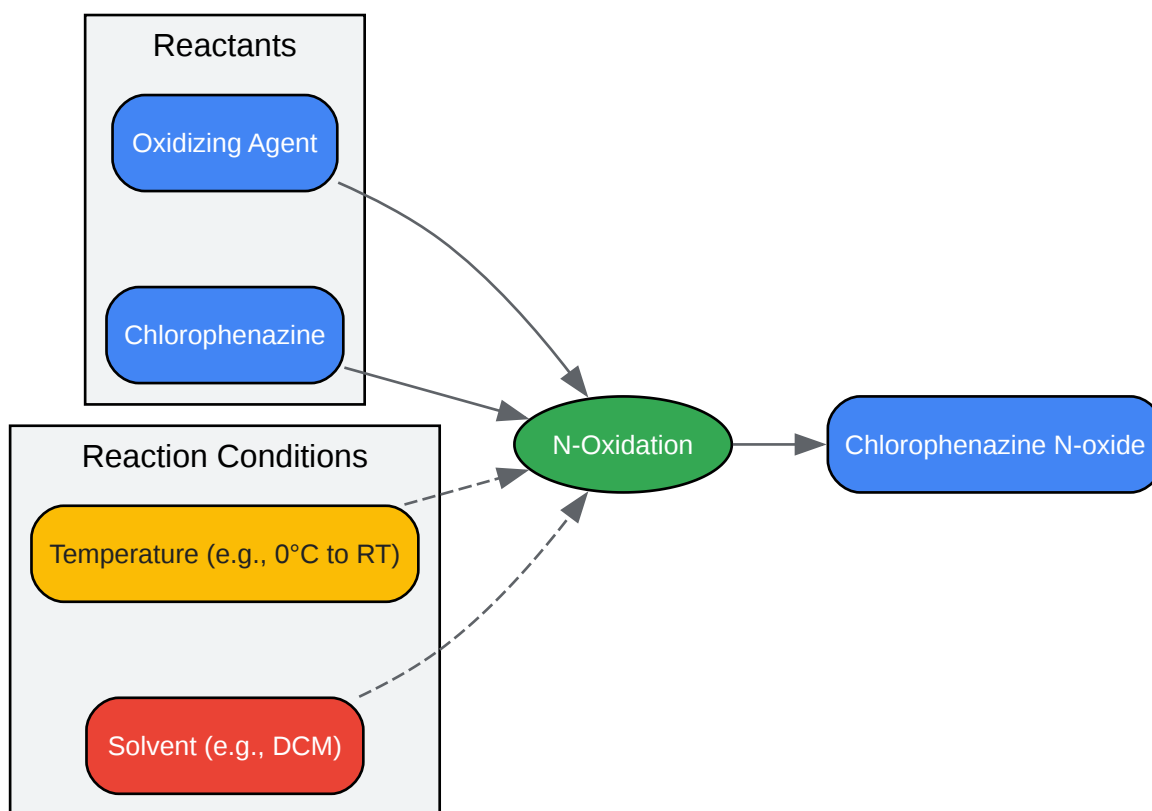 Reactants
Oxidizing Agent
Chlorophenazine
Reaction Conditions
Temperature (e.g., 0°C to RT)
Solvent (e.g., DCM)
N-Oxidation
Chlorophenazine N-oxide